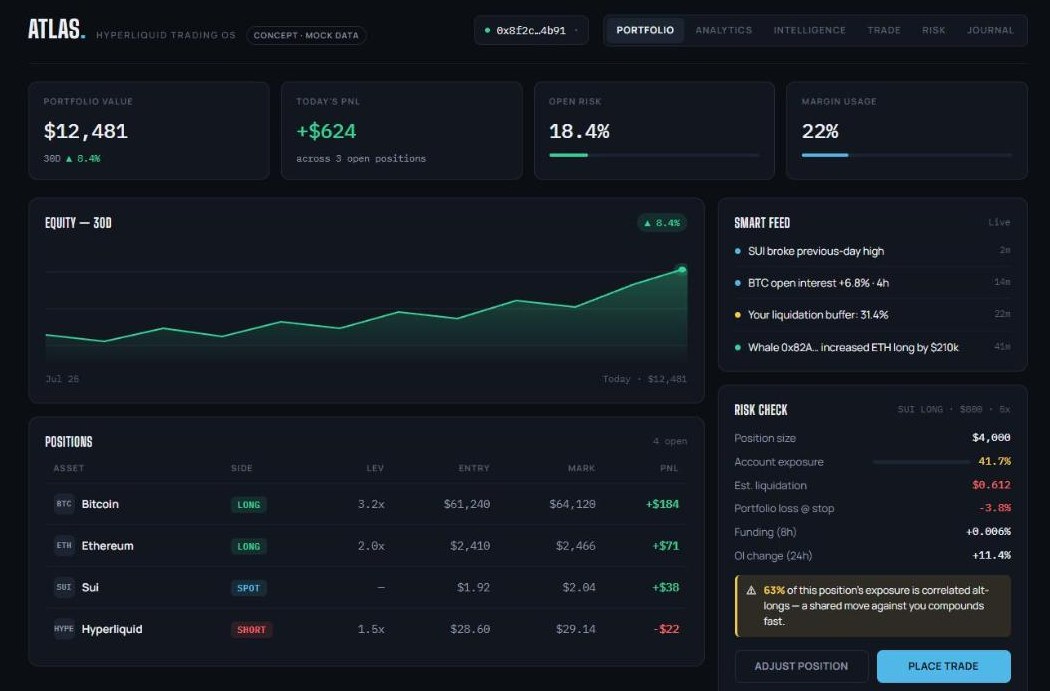 ATLAS. HYPERLIQUID TRADING OS CONCEPT · MOCK DATA
0x8f2c…4b91 ·
PORTFOLIO ANALYTICS INTELLIGENCE TRADE RISK JOURNAL
PORTFOLIO VALUE
$12,481
30D ▲ 8.4%
TODAY'S PNL
+$624
across 3 open positions
OPEN RISK
18.4%
MARGIN USAGE
22%
EQUITY — 30D ▲ 8.4%
Jul 25 Today · $12,481
POSITIONS 4 open
ASSET SIDE LEV ENTRY MARK PNL
BTC Bitcoin LONG 3.2x $61,240 $64,120 +$184
ETH Ethereum LONG 2.0x $2,410 $2,466 +$71
SUI Sui SPOT — $1.92 $2.04 +$38
HYPE Hyperliquid SHORT 1.5x $28.60 $29.14 -$22
SMART FEED Live
SUI broke previous-day high 2m
BTC open interest +6.8% · 4h 14m
Your liquidation buffer: 31.4% 22m
Whale 0x82A… increased ETH long by $210k 41m
RISK CHECK SUI LONG · $800 · 5x
Position size $4,000
Account exposure 41.7%
Est. liquidation $0.612
Portfolio loss @ stop -3.8%
Funding (8h) +0.006%
OI change (24h) +11.4%
⚠ 63% of this position's exposure is correlated alt-
longs — a shared move against you compounds
fast.
ADJUST POSITION PLACE TRADE